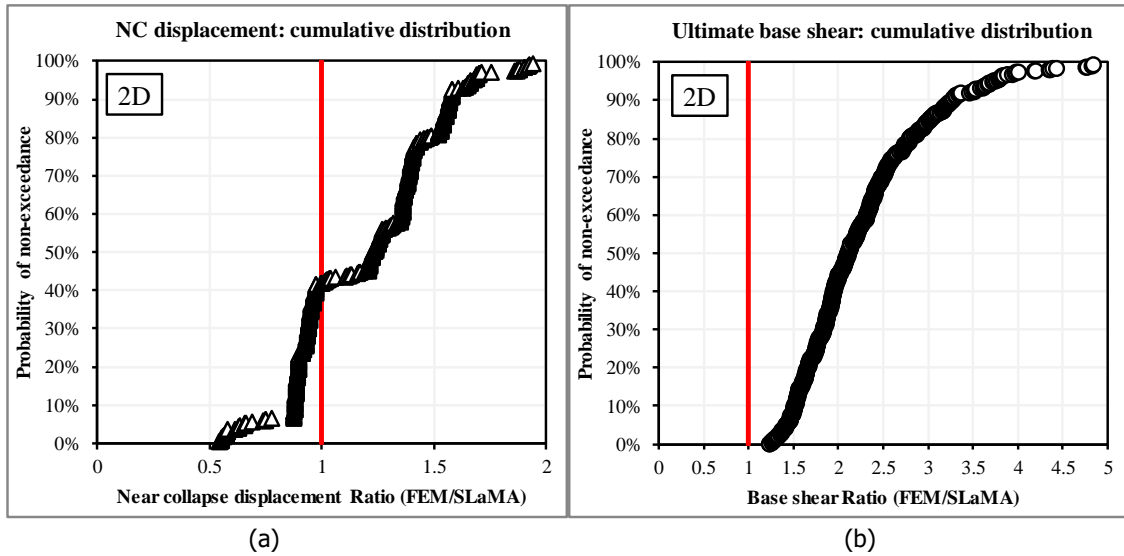 NC displacement: cumulative distribution
100%
90%
80%
70%
60%
50%
40%
30%
20%
10%
0%
2D
Probability of non-exceedance
0 0.5 1 1.5 2
Near collapse displacement Ratio (FEM/SLaMA)
(a)
Ultimate base shear: cumulative distribution
100%
90%
80%
70%
60%
50%
40%
30%
20%
10%
0%
2D
Probability of non-exceedance
0 0.5 1 1.5 2 2.5 3 3.5 4 4.5 5
Base shear Ratio (FEM/SLaMA)
(b)